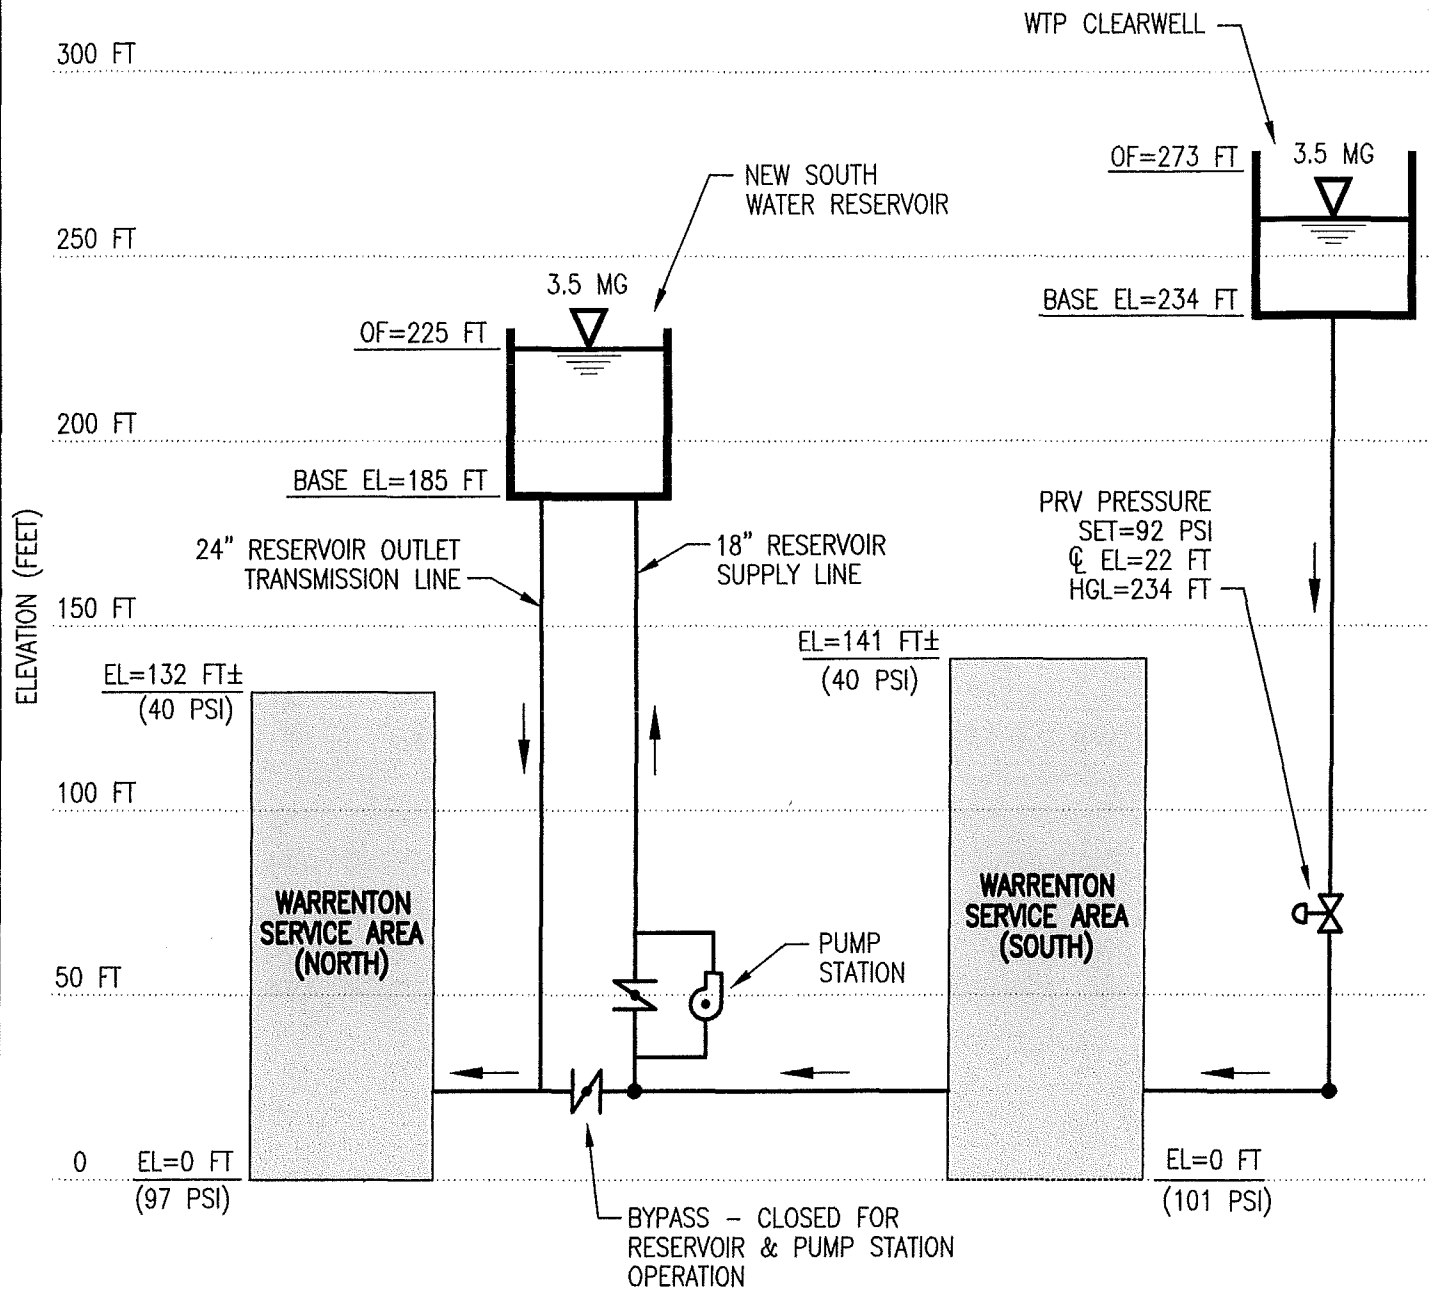 WTP CLEARWELL
300 FT
OF=273 FT
3.5 MG
NEW SOUTH
WATER RESERVOIR
250 FT
3.5 MG
BASE EL=234 FT
OF=225 FT
200 FT
BASE EL=185 FT
PRV PRESSURE
SET=92 PSI
℄ EL=22 FT
HGL=234 FT
24" RESERVOIR OUTLET
TRANSMISSION LINE
18" RESERVOIR
SUPPLY LINE
ELEVATION (FEET)
150 FT
EL=141 FT±
(40 PSI)
EL=132 FT±
(40 PSI)
100 FT
WARRENTON
SERVICE AREA
(NORTH)
WARRENTON
SERVICE AREA
(SOUTH)
PUMP
STATION
50 FT
0
EL=0 FT
(97 PSI)
EL=0 FT
(101 PSI)
BYPASS - CLOSED FOR
RESERVOIR & PUMP STATION
OPERATION